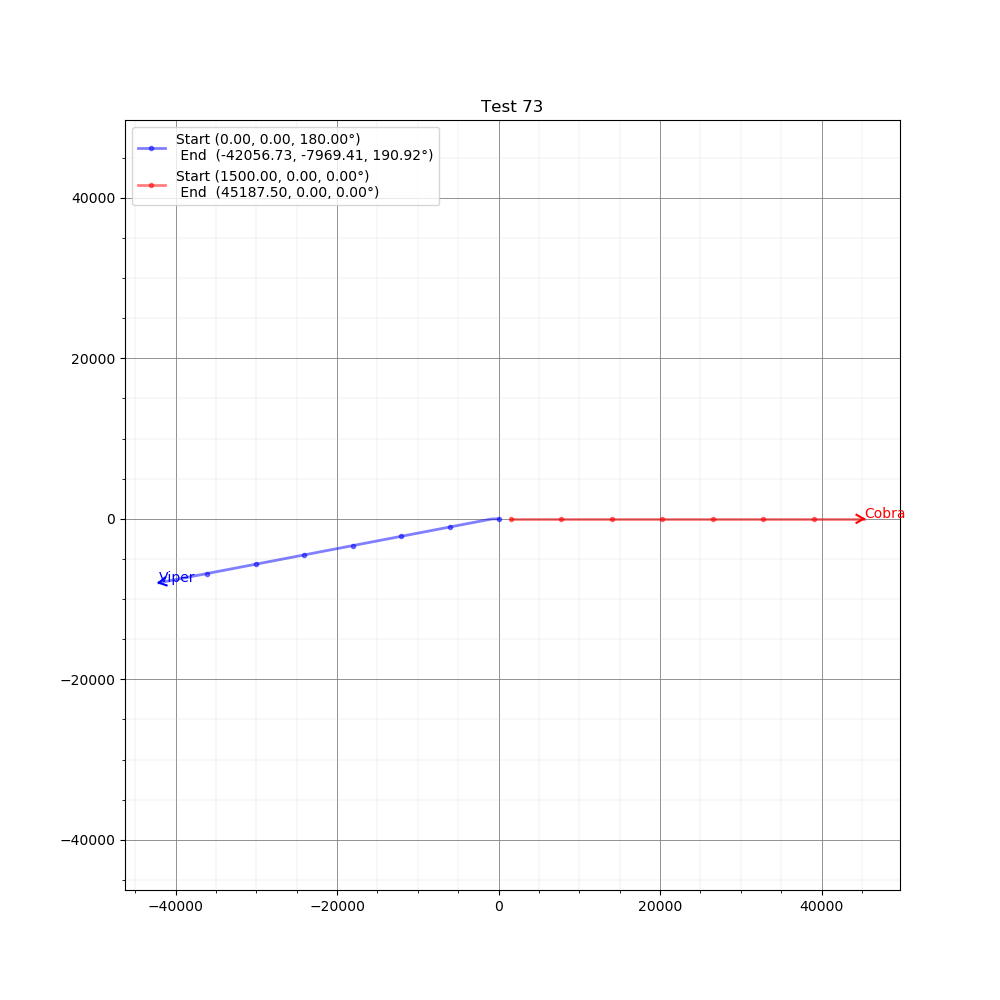 Test 73
Start (0.00, 0.00, 180.00°)
End  (-42056.73, -7969.41, 190.92°)
Start (1500.00, 0.00, 0.00°)
End  (45187.50, 0.00, 0.00°)
40000
20000
0
−20000
−40000
Cobra
Viper
−40000
−20000
0
20000
40000